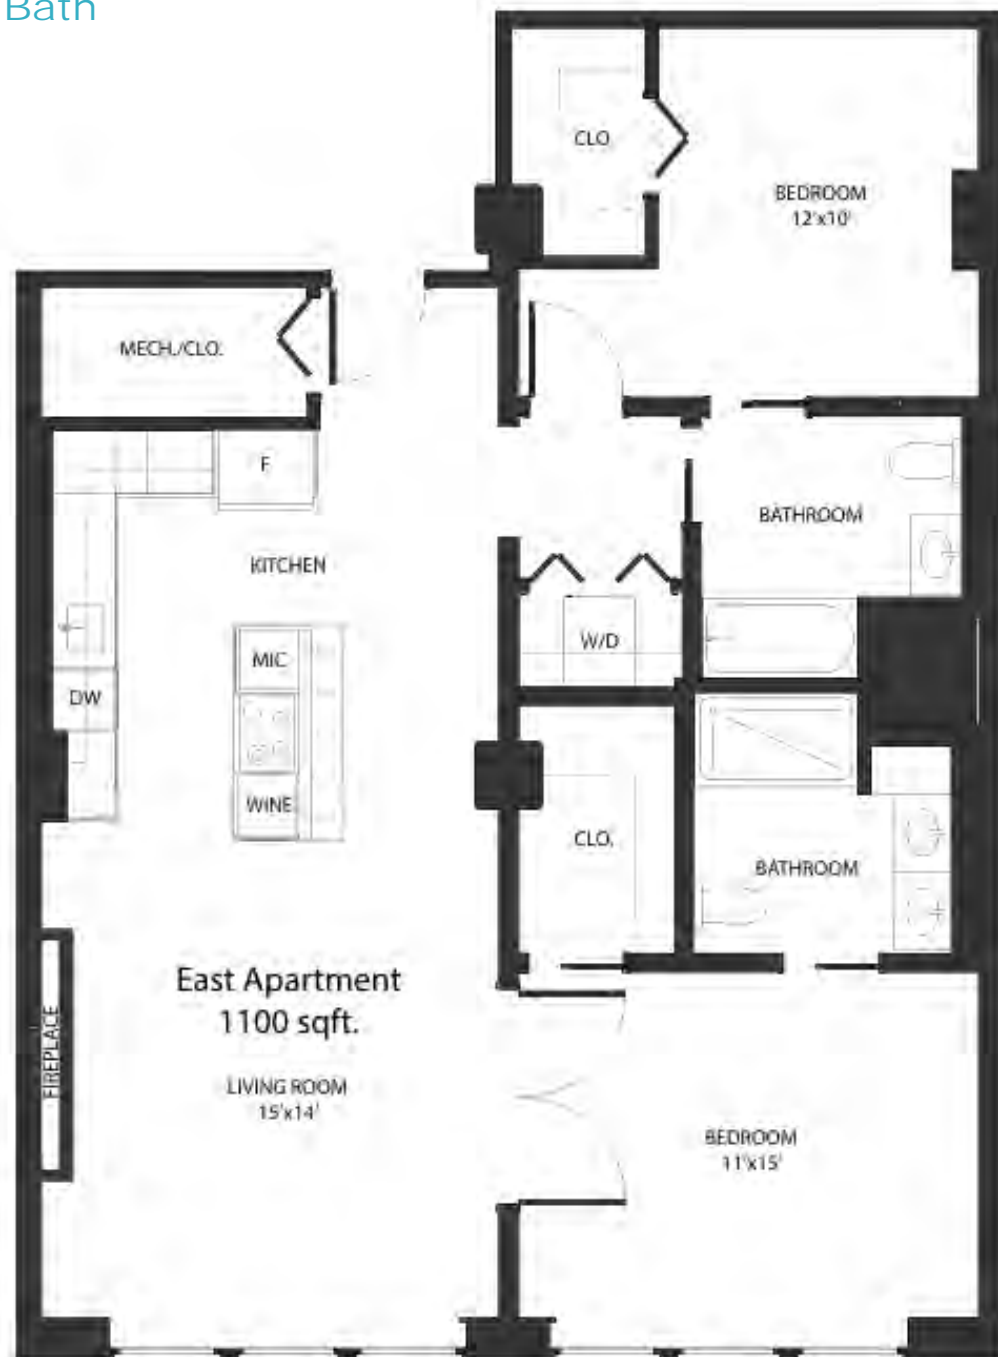 Bath
CLO.
BEDROOM
12'x10'
MECH./CLO.
F
KITCHEN
BATHROOM
MIC
W/D
DW
WINE
CLO.
BATHROOM
East Apartment
1100 sqft.
FIREPLACE
LIVING ROOM
15'x14'
BEDROOM
11'x15'